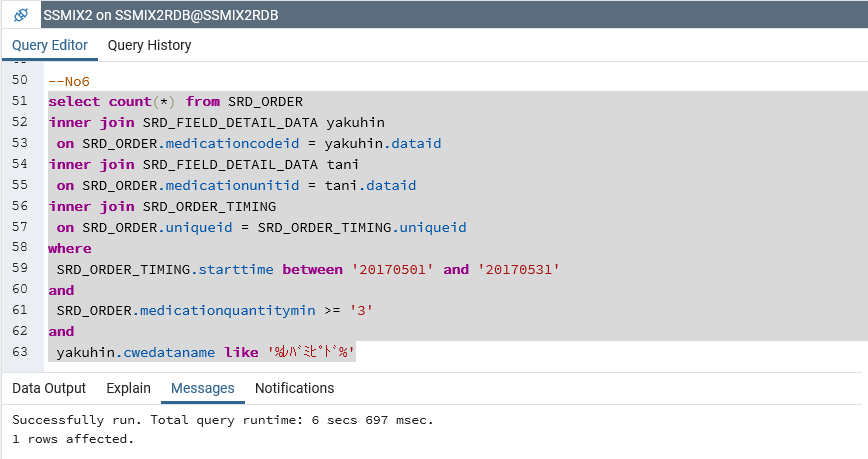 SSMIX2 on SSMIX2RDB@SSMIX2RDB
Query Editor Query History
50 --No6
51 select count(*) from SRD_ORDER
52 inner join SRD_FIELD_DETAIL_DATA yakuhin
53 on SRD_ORDER.medicationcodeid = yakuhin.dataid
54 inner join SRD_FIELD_DETAIL_DATA tani
55 on SRD_ORDER.medicationunitid = tani.dataid
56 inner join SRD_ORDER_TIMING
57 on SRD_ORDER.uniqueid = SRD_ORDER_TIMING.uniqueid
58 where
59 SRD_ORDER_TIMING.starttime between '20170501' and '20170531'
60 and
61 SRD_ORDER.medicationquantitymin >= '3'
62 and
63 yakuhin.cwedataname like '%ﾚﾊﾞﾐﾋﾟﾄﾞ%'
Data Output Explain Messages Notifications
Successfully run. Total query runtime: 6 secs 697 msec.
1 rows affected.